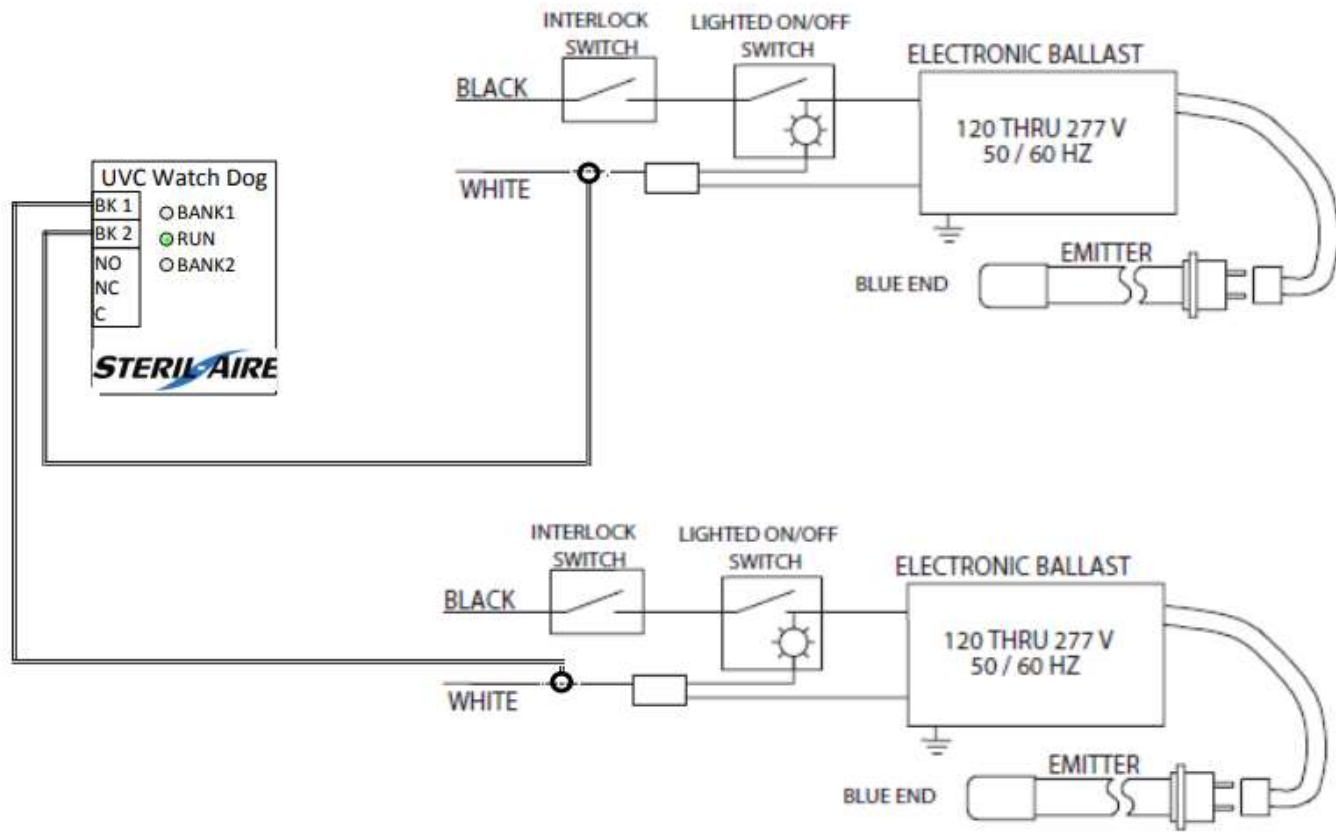 INTERLOCK
SWITCH
LIGHTED ON/OFF
SWITCH
ELECTRONIC BALLAST
BLACK
120 THRU 277 V
50 / 60 HZ
WHITE
EMITTER
BLUE END
UVC Watch Dog
BK 1
BANK1
BK 2
RUN
NO
BANK2
NC
C
STERIL-AIRE
INTERLOCK
SWITCH
LIGHTED ON/OFF
SWITCH
ELECTRONIC BALLAST
BLACK
120 THRU 277 V
50 / 60 HZ
WHITE
EMITTER
BLUE END